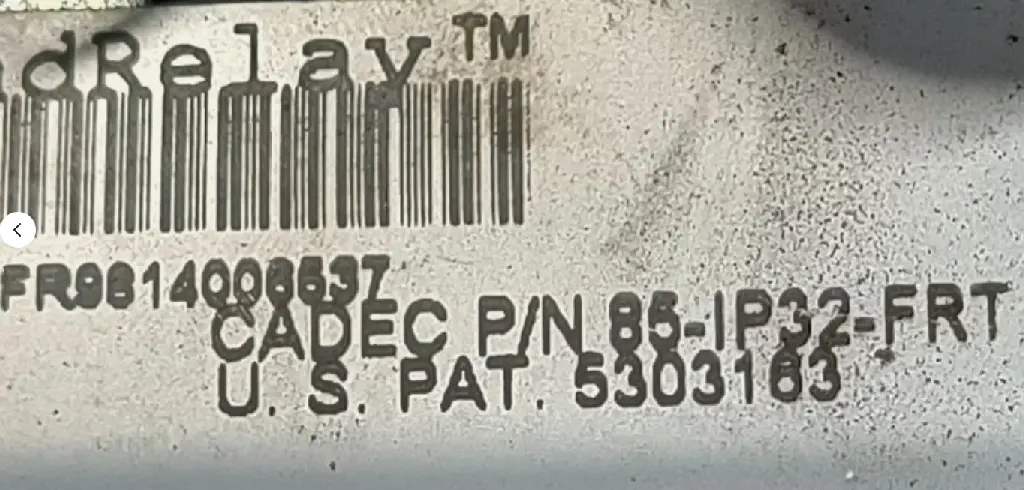 dRelay™
FR9814008637
CADEC P/N 85-IP32-FRT
U. S. PAT. 5303163